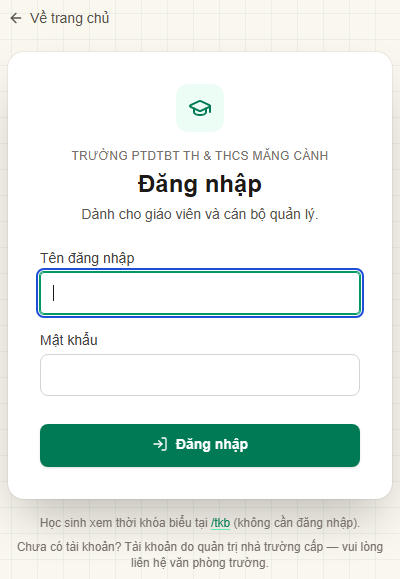 Về trang chủ
TRƯỜNG PTDTBT TH & THCS MĂNG CÀNH
Đăng nhập
Dành cho giáo viên và cán bộ quản lý.
Tên đăng nhập
Mật khẩu
Đăng nhập
Học sinh xem thời khóa biểu tại /tkb (không cần đăng nhập).
Chưa có tài khoản? Tài khoản do quản trị nhà trường cấp — vui lòng
liên hệ văn phòng trường.